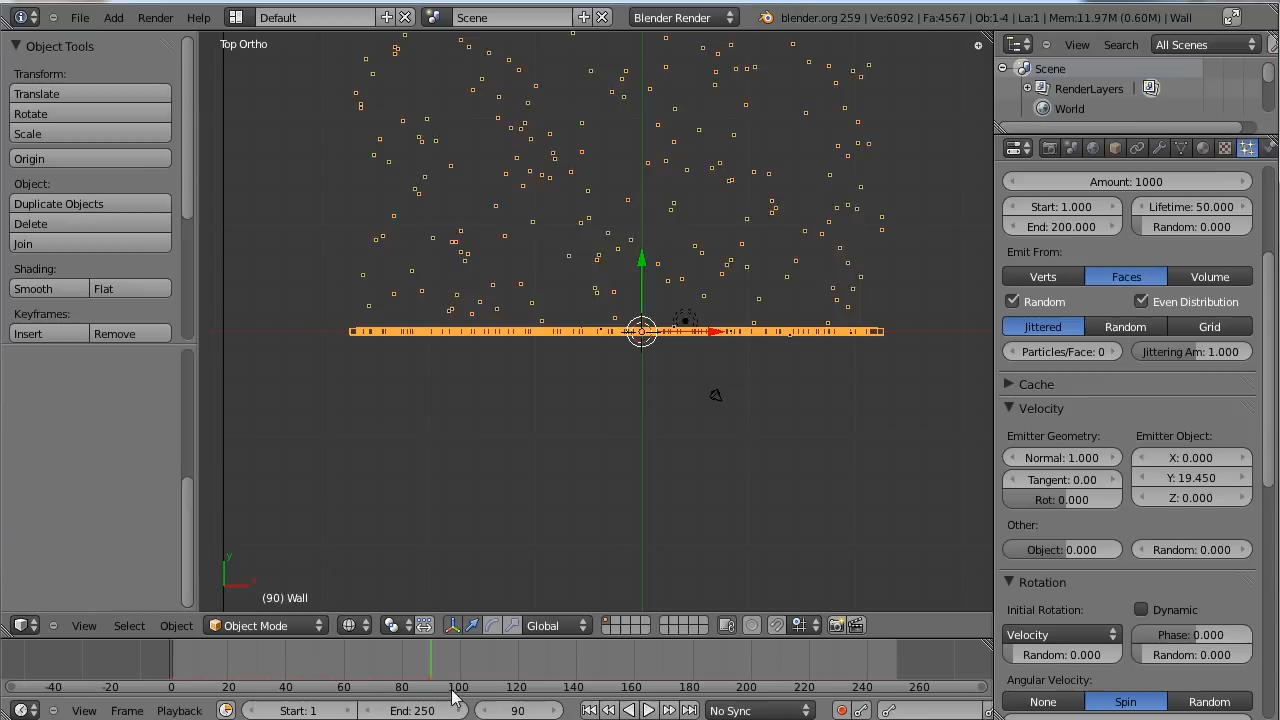 File Add Render Help Default Scene Blender Render blender.org 259 | Ve:6092 | Fa:4567 | Ob:1-4 | La:1 | Mem:11.97M (0.60M) | Wall
Object Tools
Transform:
Translate
Rotate
Scale
Origin
Object:
Duplicate Objects
Delete
Join
Shading:
Smooth Flat
Keyframes:
Insert Remove
Top Ortho
y
x
(90) Wall
View Select Object Object Mode Global
View Search All Scenes
Scene
RenderLayers |
World
Amount: 1000
Start: 1.000 Lifetime: 50.000
End: 200.000 Random: 0.000
Emit From:
Verts Faces Volume
Random Even Distribution
Jittered Random Grid
Particles/Face: 0 Jittering Am: 1.000
Cache
Velocity
Emitter Geometry: Emitter Object:
Normal: 1.000 X: 0.000
Tangent: 0.00 Y: 19.450
Rot: 0.000 Z: 0.000
Other:
Object: 0.000 Random: 0.000
Rotation
Initial Rotation: Dynamic
Velocity Phase: 0.000
Random: 0.000 Random: 0.000
Angular Velocity:
None Spin Random
-40 -20 0 20 40 60 80 100 120 140 160 180 200 220 240 260
View Frame Playback Start: 1 End: 250 90 No Sync